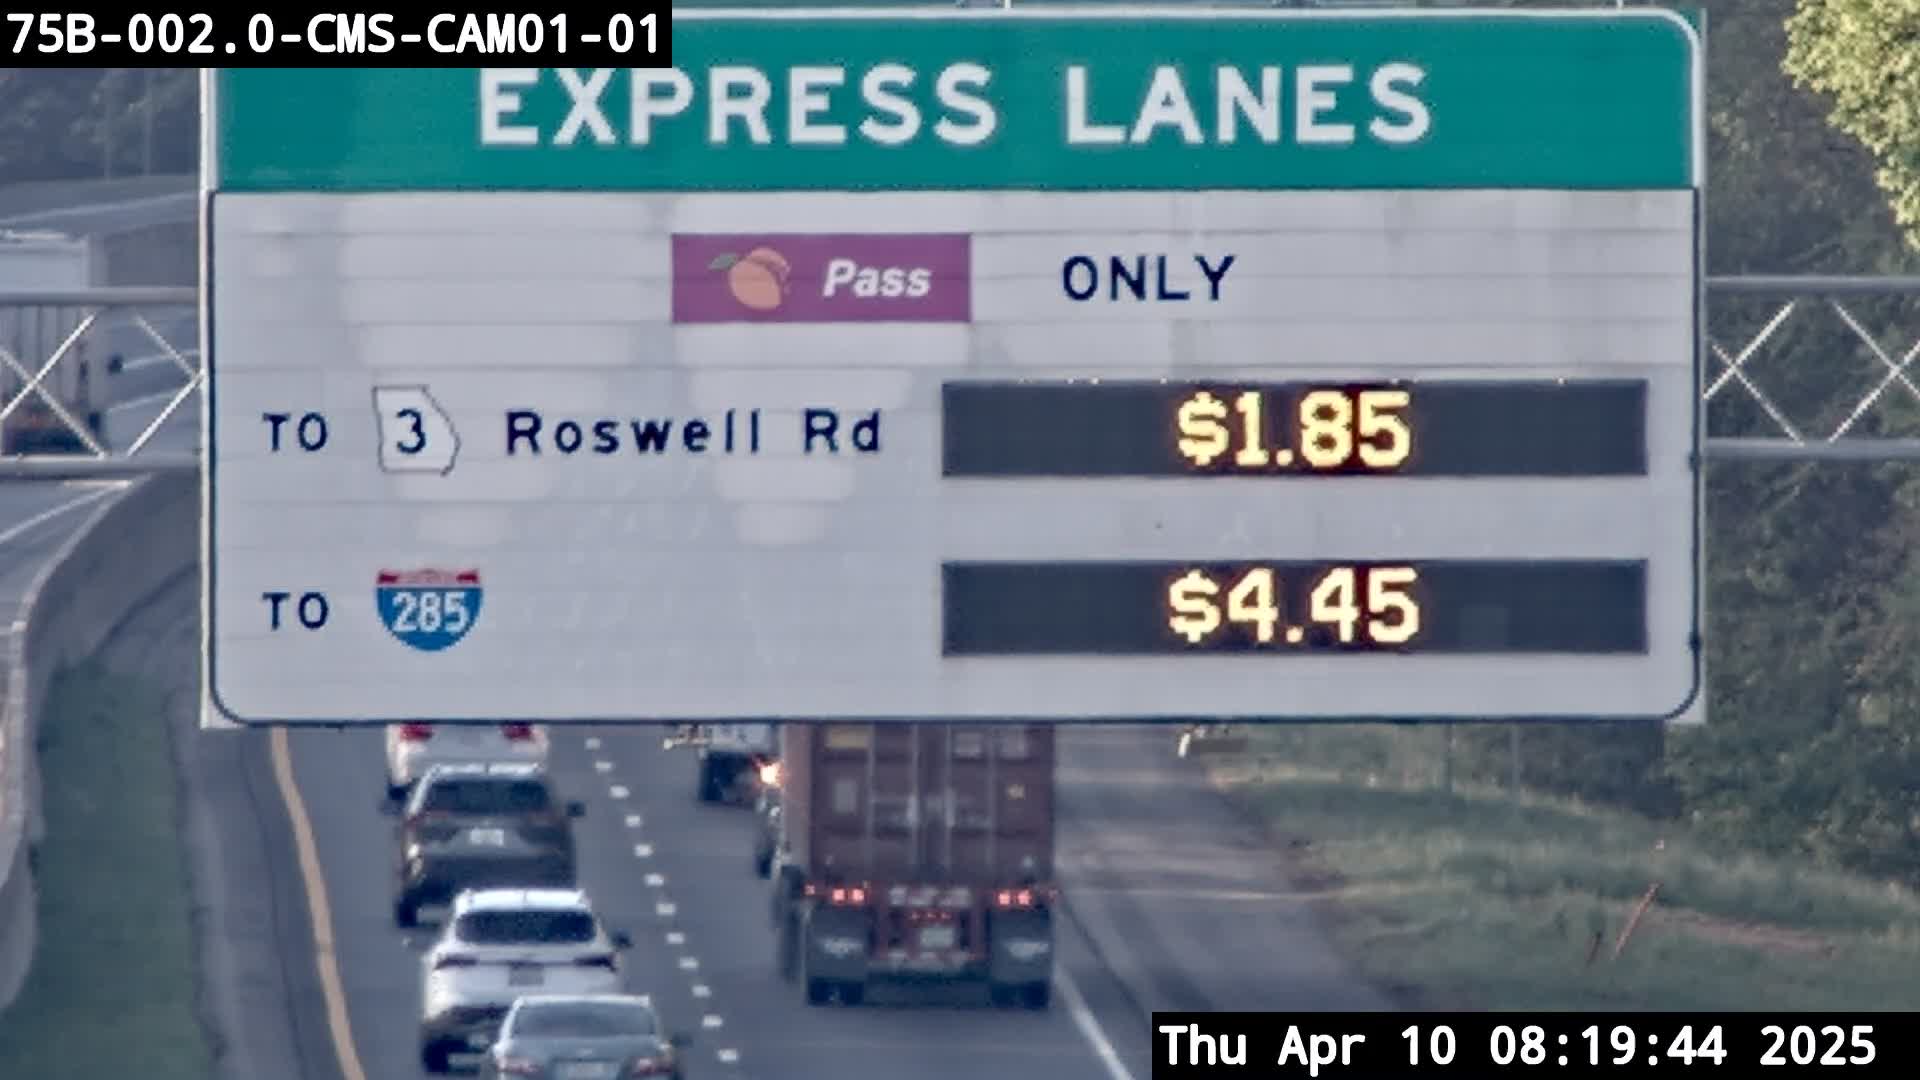 75B-002.0-CMS-CAM01-01
EXPRESS LANES
Pass ONLY
TO 3 Roswell Rd $1.85
TO 285 $4.45
Thu Apr 10 08:19:44 2025